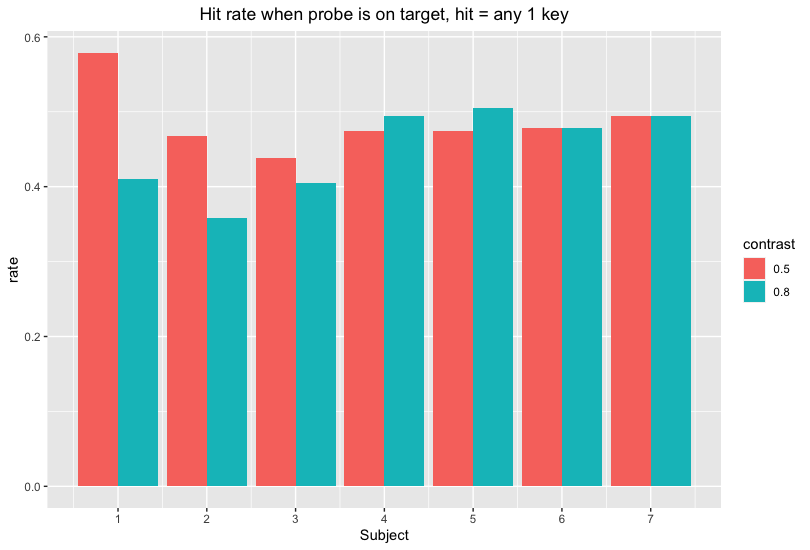 Hit rate when probe is on target, hit = any 1 key
0.6
0.4
0.2
0.0
rate
1 2 3 4 5 6 7
Subject
contrast
0.5
0.8